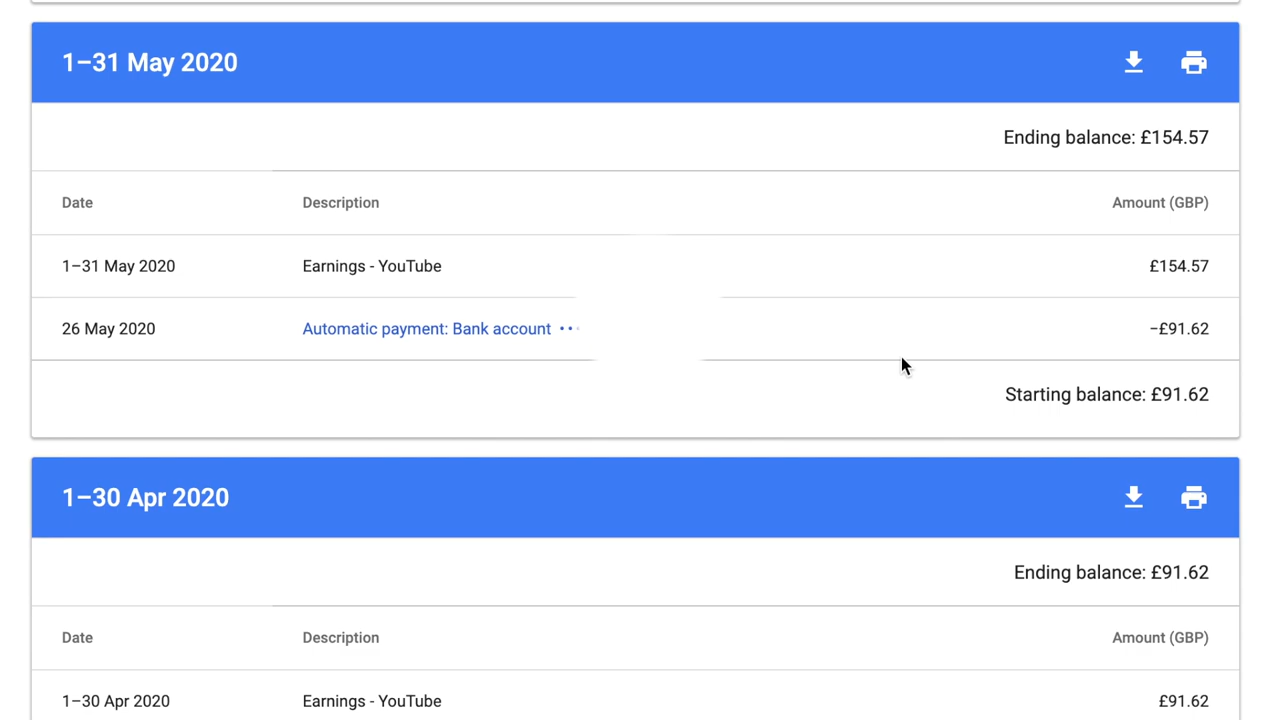 1–31 May 2020
Ending balance: £154.57
Date Description Amount (GBP)
1–31 May 2020 Earnings - YouTube £154.57
26 May 2020 Automatic payment: Bank account •• −£91.62
Starting balance: £91.62
1–30 Apr 2020
Ending balance: £91.62
Date Description Amount (GBP)
1–30 Apr 2020 Earnings - YouTube £91.62